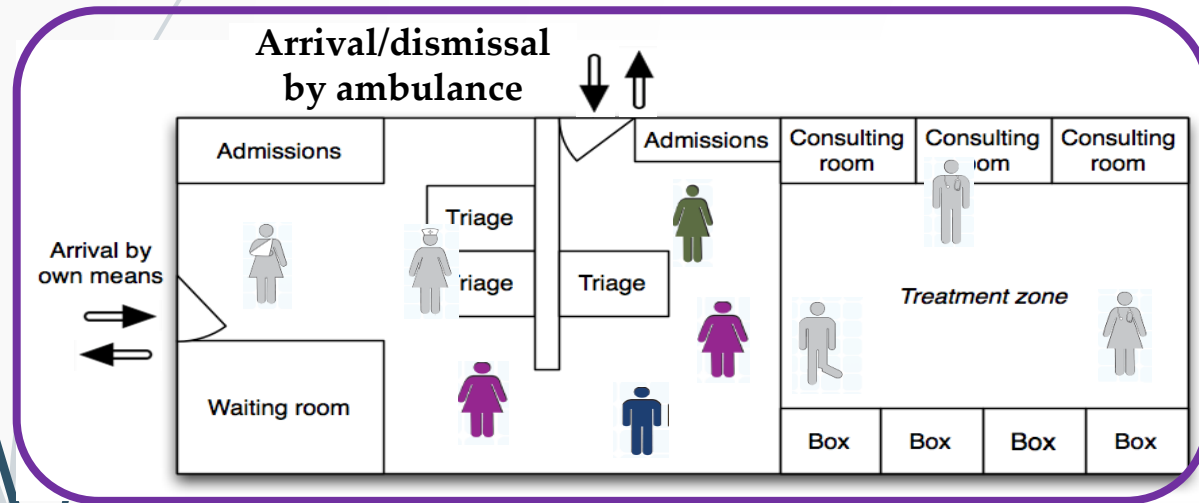 Arrival/dismissal
by ambulance
Admissions
Admissions
Consulting
room
Consulting
room
Triage
Arrival by
own means
Triage
Triage
Treatment zone
Waiting room
Box
Box
Box
Box